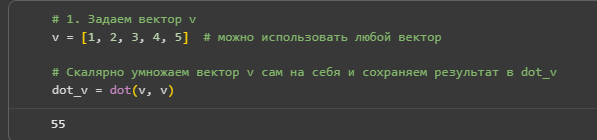 # 1. Задаем вектор v
v = [1, 2, 3, 4, 5]  # можно использовать любой вектор
# Скалярно умножаем вектор v сам на себя и сохраняем результат в dot_v
dot_v = dot(v, v)
55